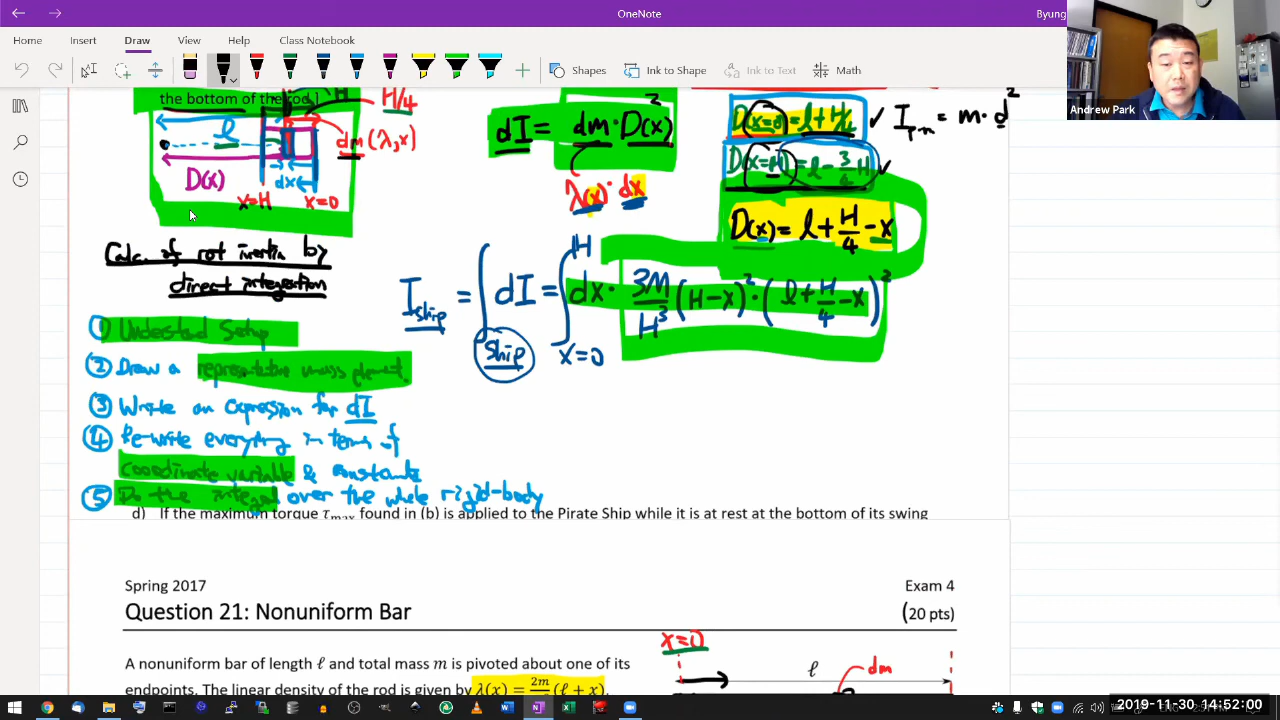 OneNote
Byung
Home Insert Draw View Help Class Notebook
Shapes Ink to Shape Ink to Text Math
Andrew Park
the bottom of the rod.
H
H/4
ℓ
dm(λ,x)
D(x)
dx
x=H x=0
dI = dm·D(x)²
λ(x)·dx
D(x=0) = ℓ + H/4 ✓
I_pm = m·d²
D(x=H) = ℓ - 3/4 H ✓
D(x) = ℓ + H/4 - x
Calc. of rot inertia by
direct integration
I_ship = ∫_ship dI = ∫_{x=0}^{H} dx · 3M/H³ (H-x)² · (ℓ + H/4 - x)²
① Understand Setup
② Draw a representative mass element.
③ Write an expression for dI
④ Re-write everything in terms of
coordinate variable & constants
⑤ Do the integral over the whole rigid-body
d) If the maximum torque τmax found in (b) is applied to the Pirate Ship while it is at rest at the bottom of its swing
Spring 2017 Exam 4
Question 21: Nonuniform Bar (20 pts)
x=0
A nonuniform bar of length ℓ and total mass m is pivoted about one of its
ℓ
dm
endpoints. The linear density of the rod is given by λ(x) = 2m (ℓ + x).
2019-11-30 14:52:00